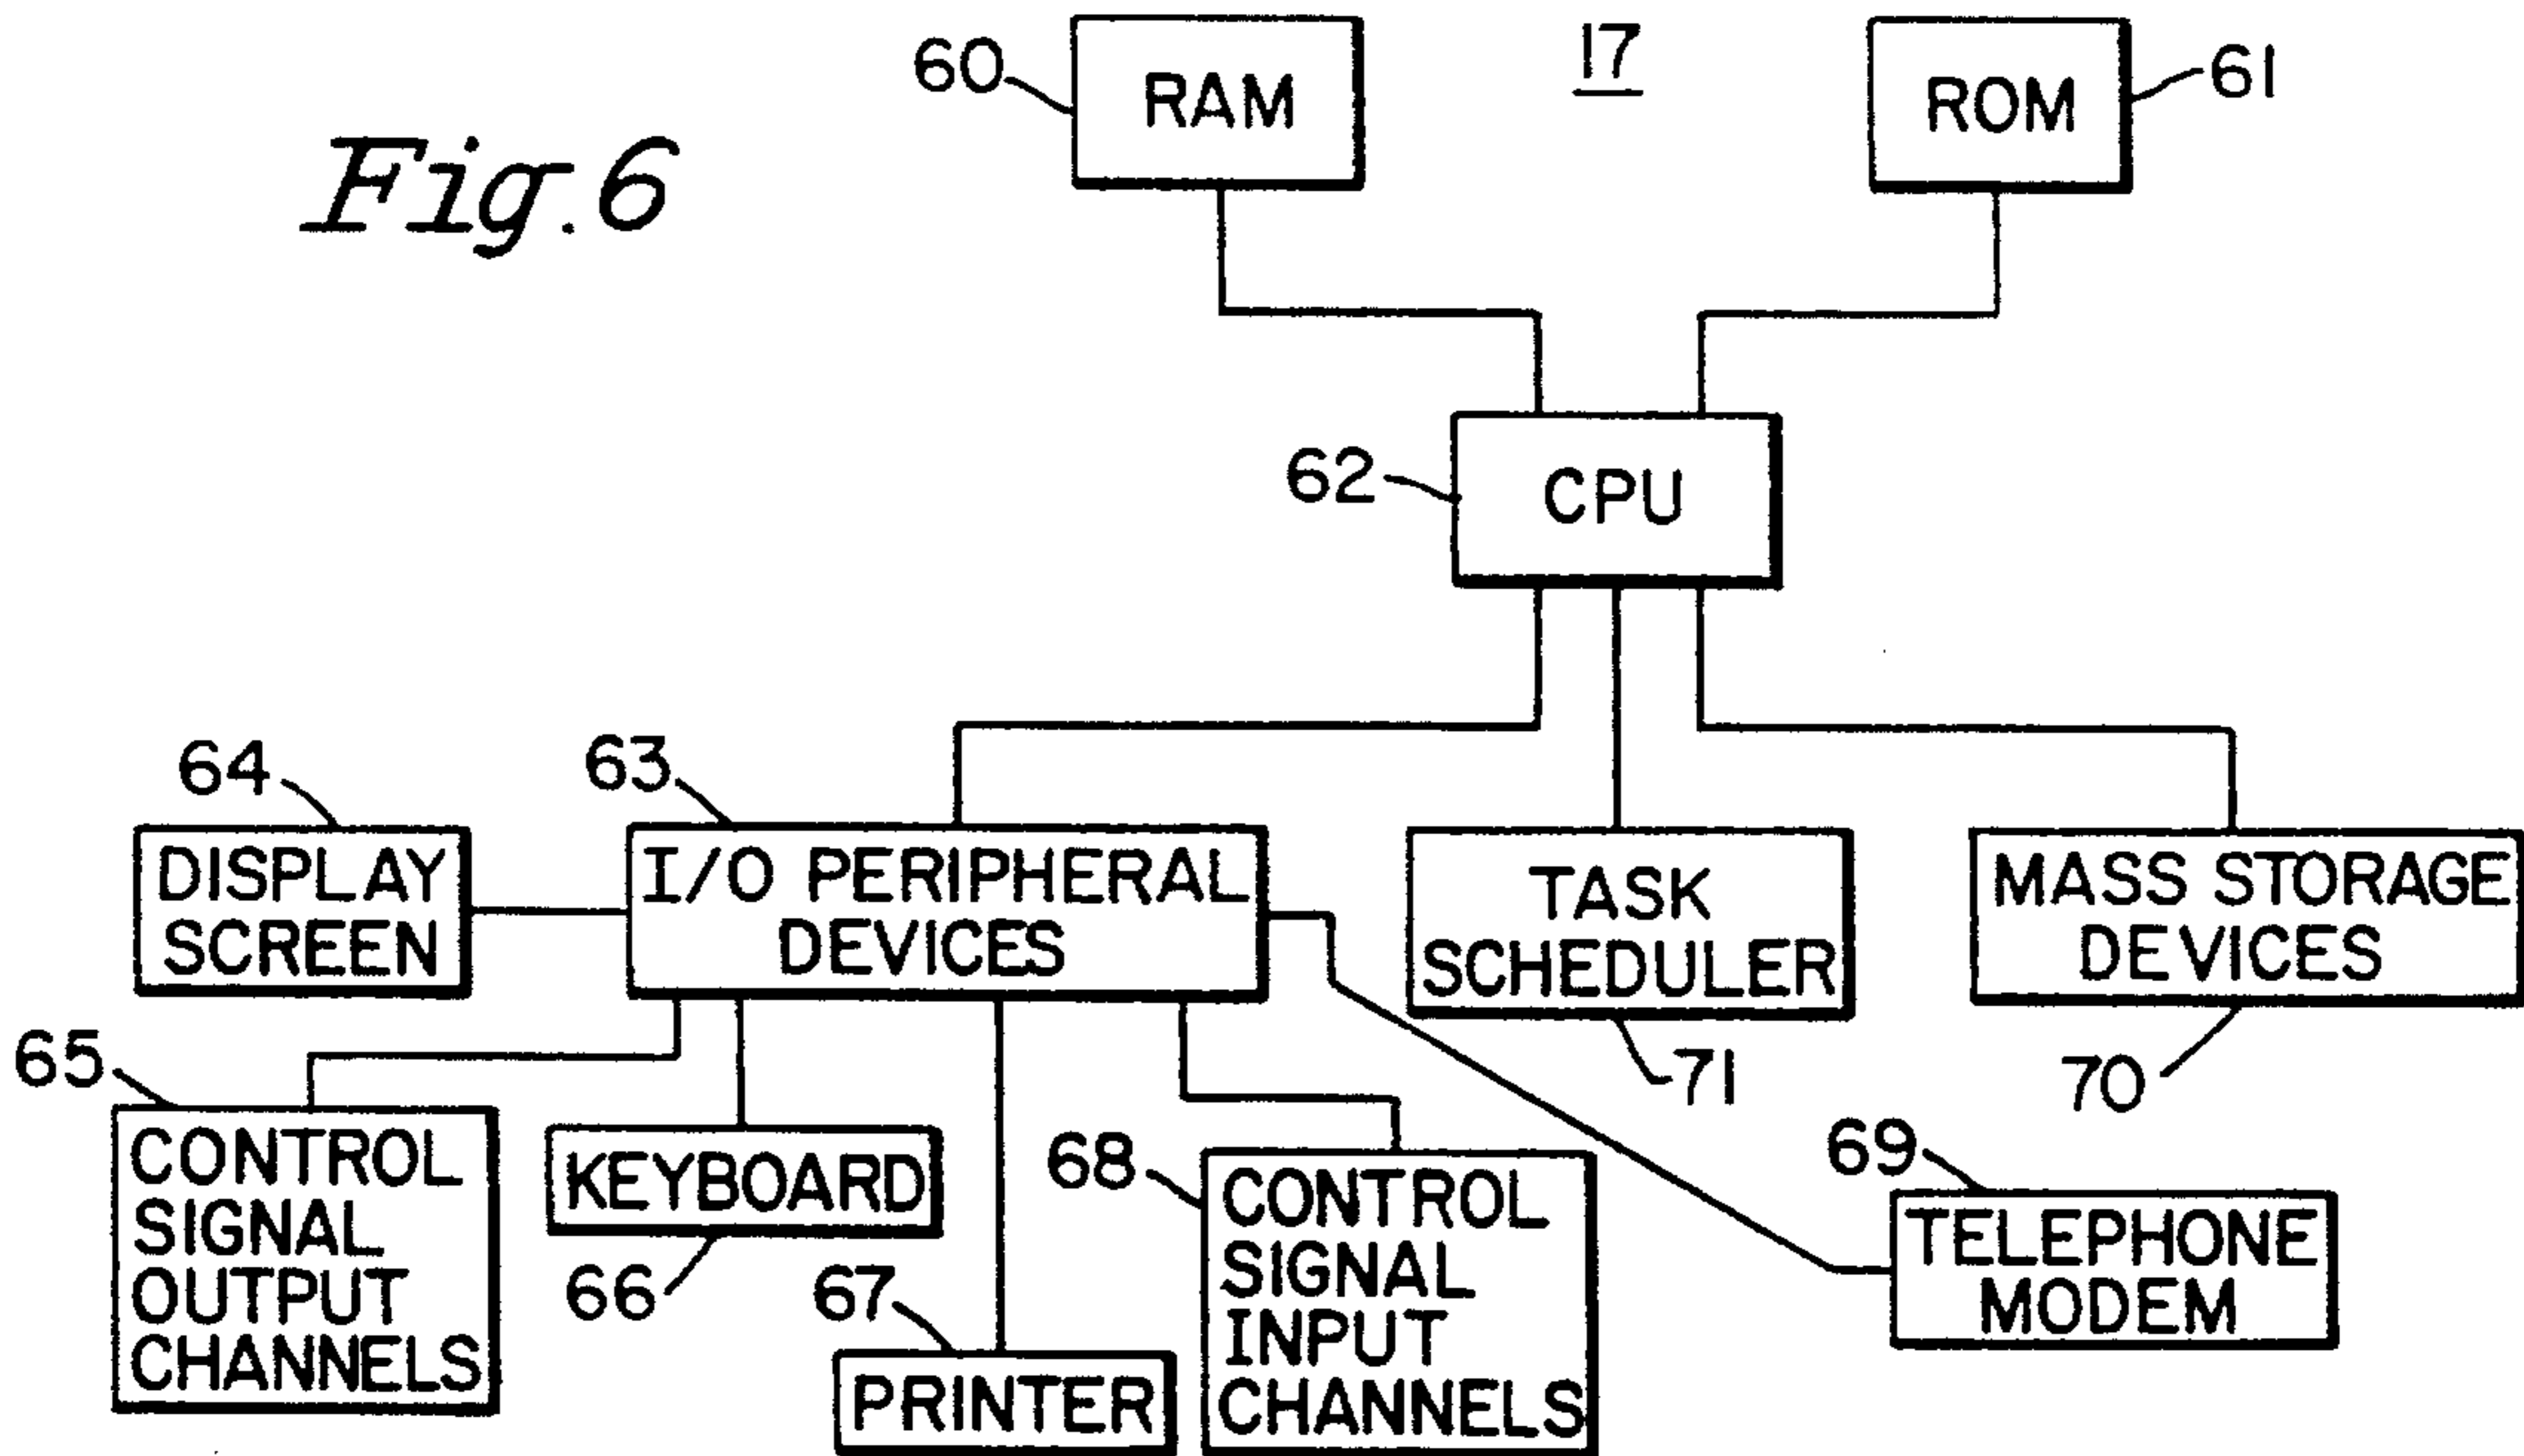 Fig. 6
17
60
RAM
ROM
61
62
CPU
64
DISPLAY
SCREEN
63
I/O PERIPHERAL
DEVICES
TASK
SCHEDULER
71
MASS STORAGE
DEVICES
70
65
CONTROL
SIGNAL
OUTPUT
CHANNELS
KEYBOARD
66
67
PRINTER
68
CONTROL
SIGNAL
INPUT
CHANNELS
69
TELEPHONE
MODEM